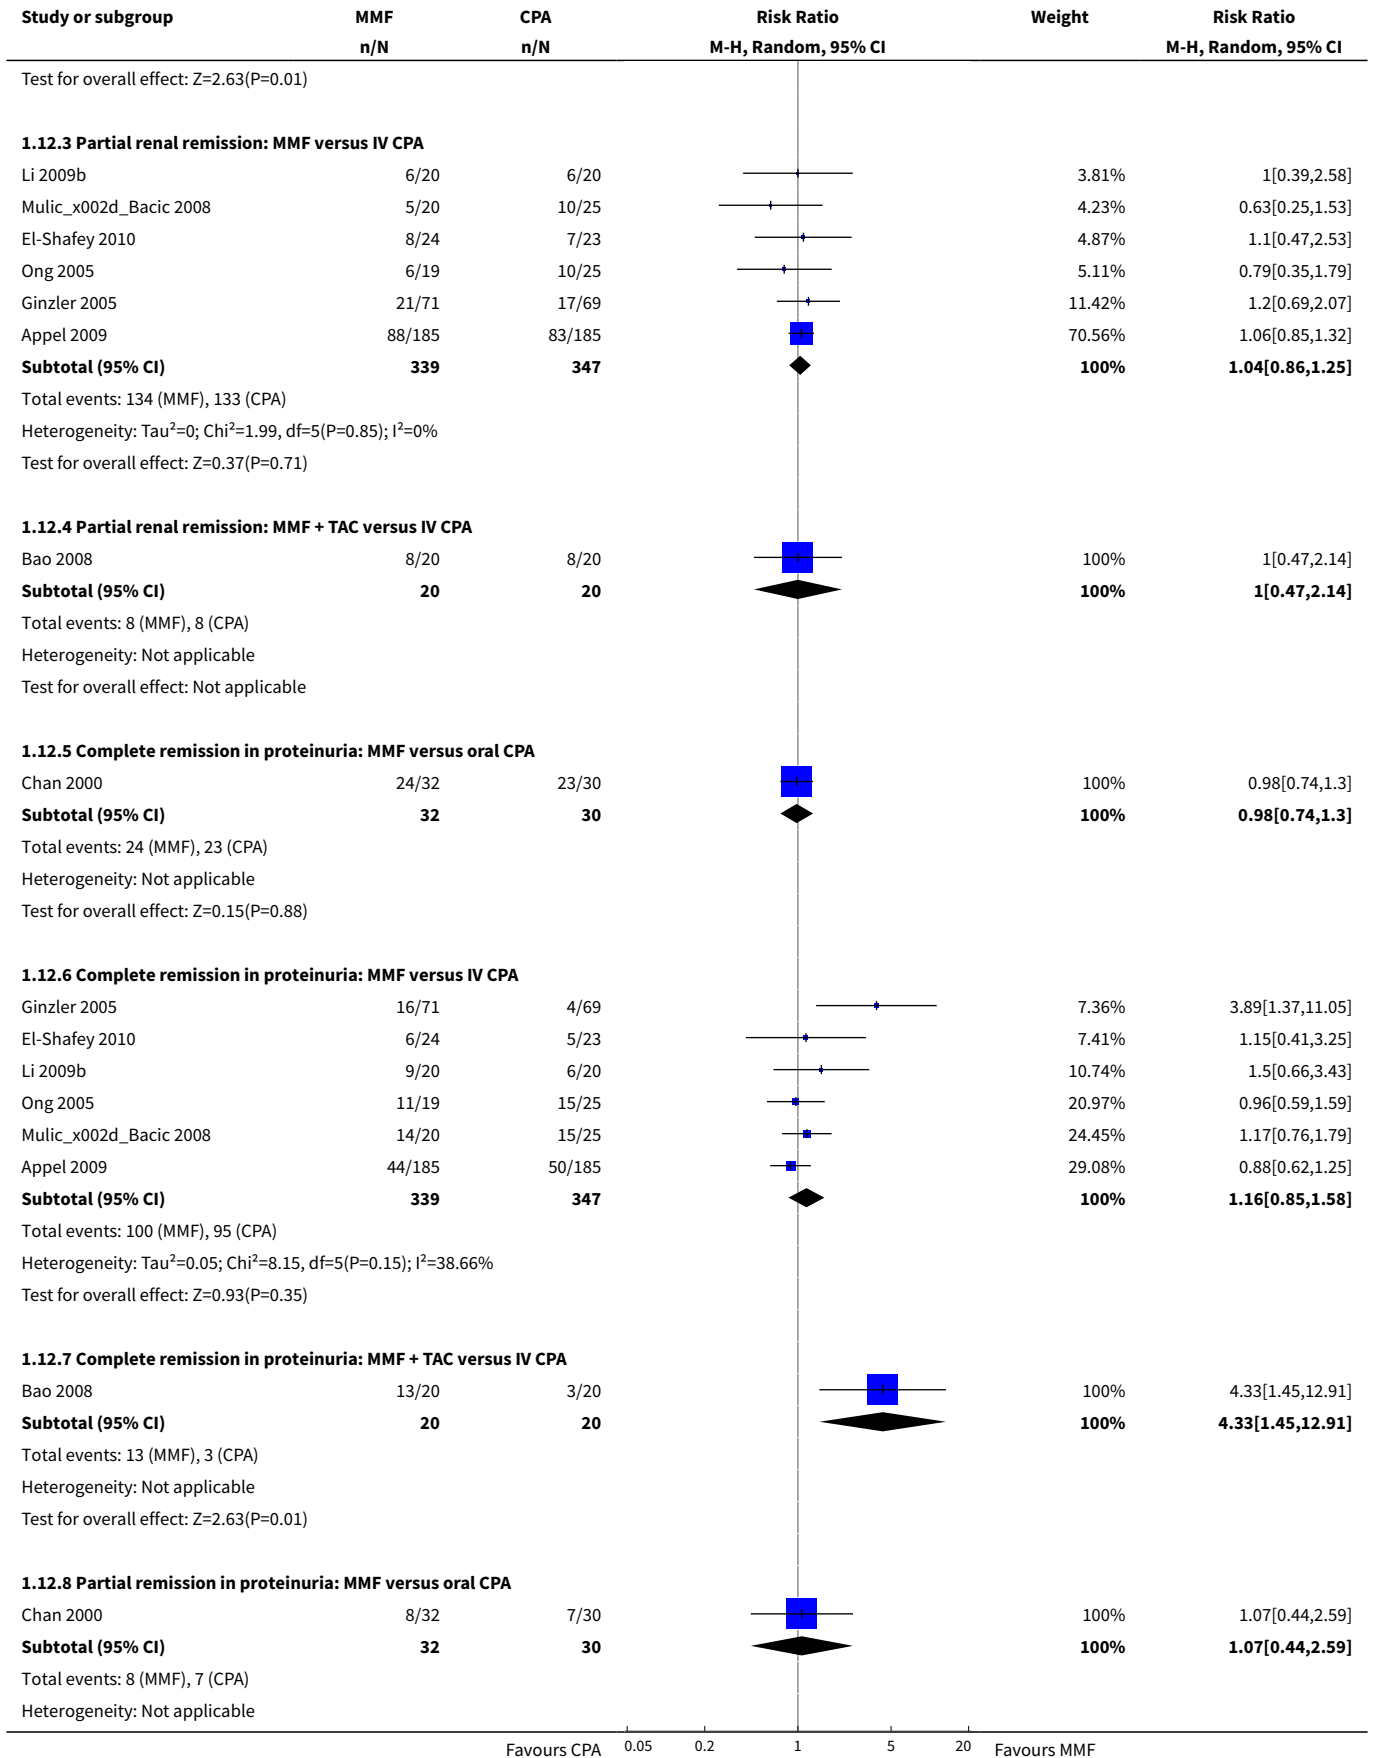 Study or subgroup MMF CPA Risk Ratio Weight Risk Ratio
n/N n/N M-H, Random, 95% CI M-H, Random, 95% CI
Test for overall effect: Z=2.63(P=0.01)
1.12.3 Partial renal remission: MMF versus IV CPA
Li 2009b 6/20 6/20 3.81% 1[0.39,2.58]
Mulic_x002d_Bacic 2008 5/20 10/25 4.23% 0.63[0.25,1.53]
El-Shafey 2010 8/24 7/23 4.87% 1.1[0.47,2.53]
Ong 2005 6/19 10/25 5.11% 0.79[0.35,1.79]
Ginzler 2005 21/71 17/69 11.42% 1.2[0.69,2.07]
Appel 2009 88/185 83/185 70.56% 1.06[0.85,1.32]
Subtotal (95% CI) 339 347 100% 1.04[0.86,1.25]
Total events: 134 (MMF), 133 (CPA)
Heterogeneity: Tau²=0; Chi²=1.99, df=5(P=0.85); I²=0%
Test for overall effect: Z=0.37(P=0.71)
1.12.4 Partial renal remission: MMF + TAC versus IV CPA
Bao 2008 8/20 8/20 100% 1[0.47,2.14]
Subtotal (95% CI) 20 20 100% 1[0.47,2.14]
Total events: 8 (MMF), 8 (CPA)
Heterogeneity: Not applicable
Test for overall effect: Not applicable
1.12.5 Complete remission in proteinuria: MMF versus oral CPA
Chan 2000 24/32 23/30 100% 0.98[0.74,1.3]
Subtotal (95% CI) 32 30 100% 0.98[0.74,1.3]
Total events: 24 (MMF), 23 (CPA)
Heterogeneity: Not applicable
Test for overall effect: Z=0.15(P=0.88)
1.12.6 Complete remission in proteinuria: MMF versus IV CPA
Ginzler 2005 16/71 4/69 7.36% 3.89[1.37,11.05]
El-Shafey 2010 6/24 5/23 7.41% 1.15[0.41,3.25]
Li 2009b 9/20 6/20 10.74% 1.5[0.66,3.43]
Ong 2005 11/19 15/25 20.97% 0.96[0.59,1.59]
Mulic_x002d_Bacic 2008 14/20 15/25 24.45% 1.17[0.76,1.79]
Appel 2009 44/185 50/185 29.08% 0.88[0.62,1.25]
Subtotal (95% CI) 339 347 100% 1.16[0.85,1.58]
Total events: 100 (MMF), 95 (CPA)
Heterogeneity: Tau²=0.05; Chi²=8.15, df=5(P=0.15); I²=38.66%
Test for overall effect: Z=0.93(P=0.35)
1.12.7 Complete remission in proteinuria: MMF + TAC versus IV CPA
Bao 2008 13/20 3/20 100% 4.33[1.45,12.91]
Subtotal (95% CI) 20 20 100% 4.33[1.45,12.91]
Total events: 13 (MMF), 3 (CPA)
Heterogeneity: Not applicable
Test for overall effect: Z=2.63(P=0.01)
1.12.8 Partial remission in proteinuria: MMF versus oral CPA
Chan 2000 8/32 7/30 100% 1.07[0.44,2.59]
Subtotal (95% CI) 32 30 100% 1.07[0.44,2.59]
Total events: 8 (MMF), 7 (CPA)
Heterogeneity: Not applicable
Favours CPA 0.05 0.2 1 5 20 Favours MMF